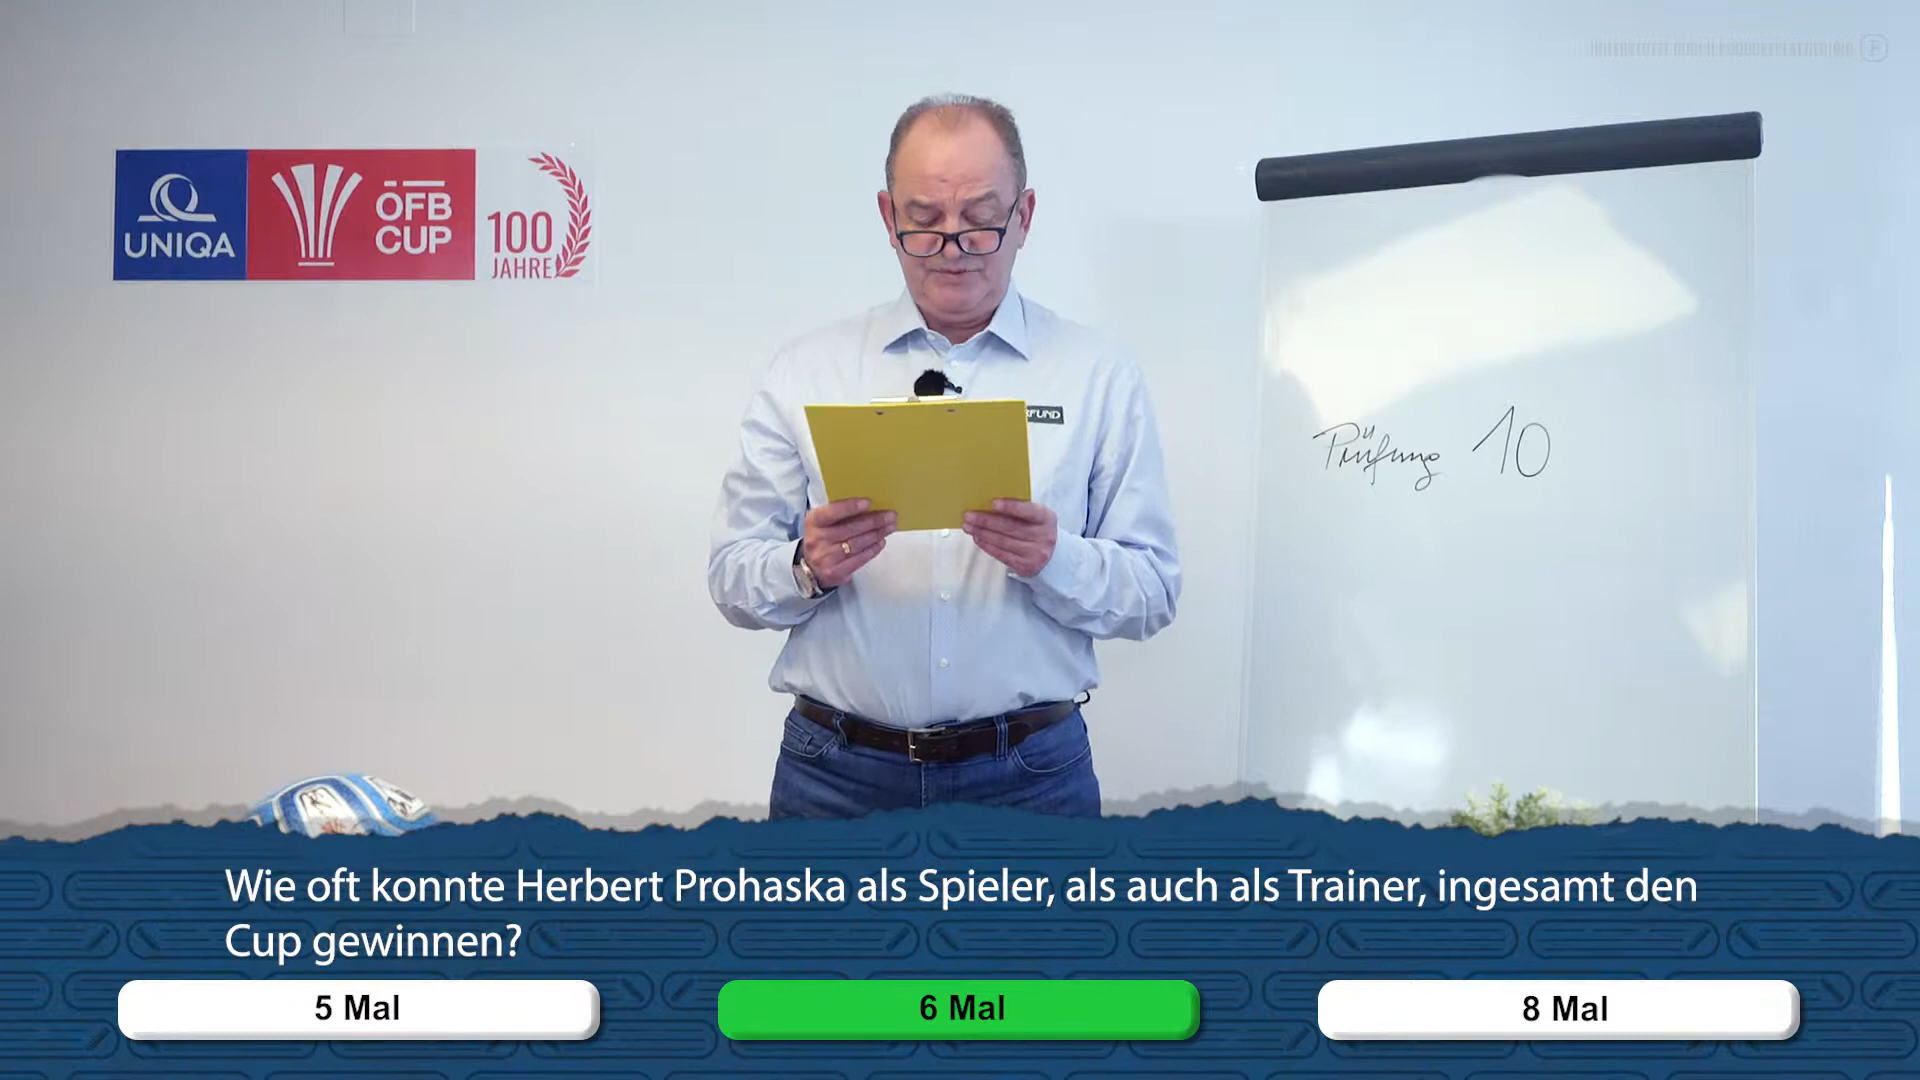 UNIQA
ÖFB
CUP
100
JAHRE
RFUND
Prüfung 10
Wie oft konnte Herbert Prohaska als Spieler, als auch als Trainer, ingesamt den
Cup gewinnen?
5 Mal
6 Mal
8 Mal